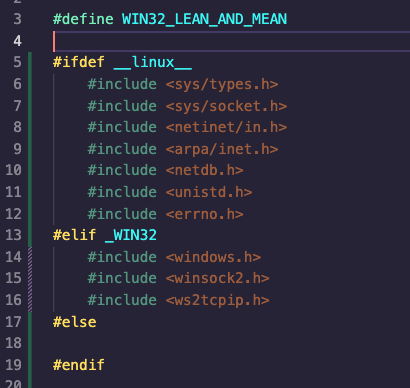 3 #define WIN32_LEAN_AND_MEAN
4
5 #ifdef __linux__
6     #include <sys/types.h>
7     #include <sys/socket.h>
8     #include <netinet/in.h>
9     #include <arpa/inet.h>
10     #include <netdb.h>
11     #include <unistd.h>
12     #include <errno.h>
13 #elif _WIN32
14     #include <windows.h>
15     #include <winsock2.h>
16     #include <ws2tcpip.h>
17 #else
18
19 #endif